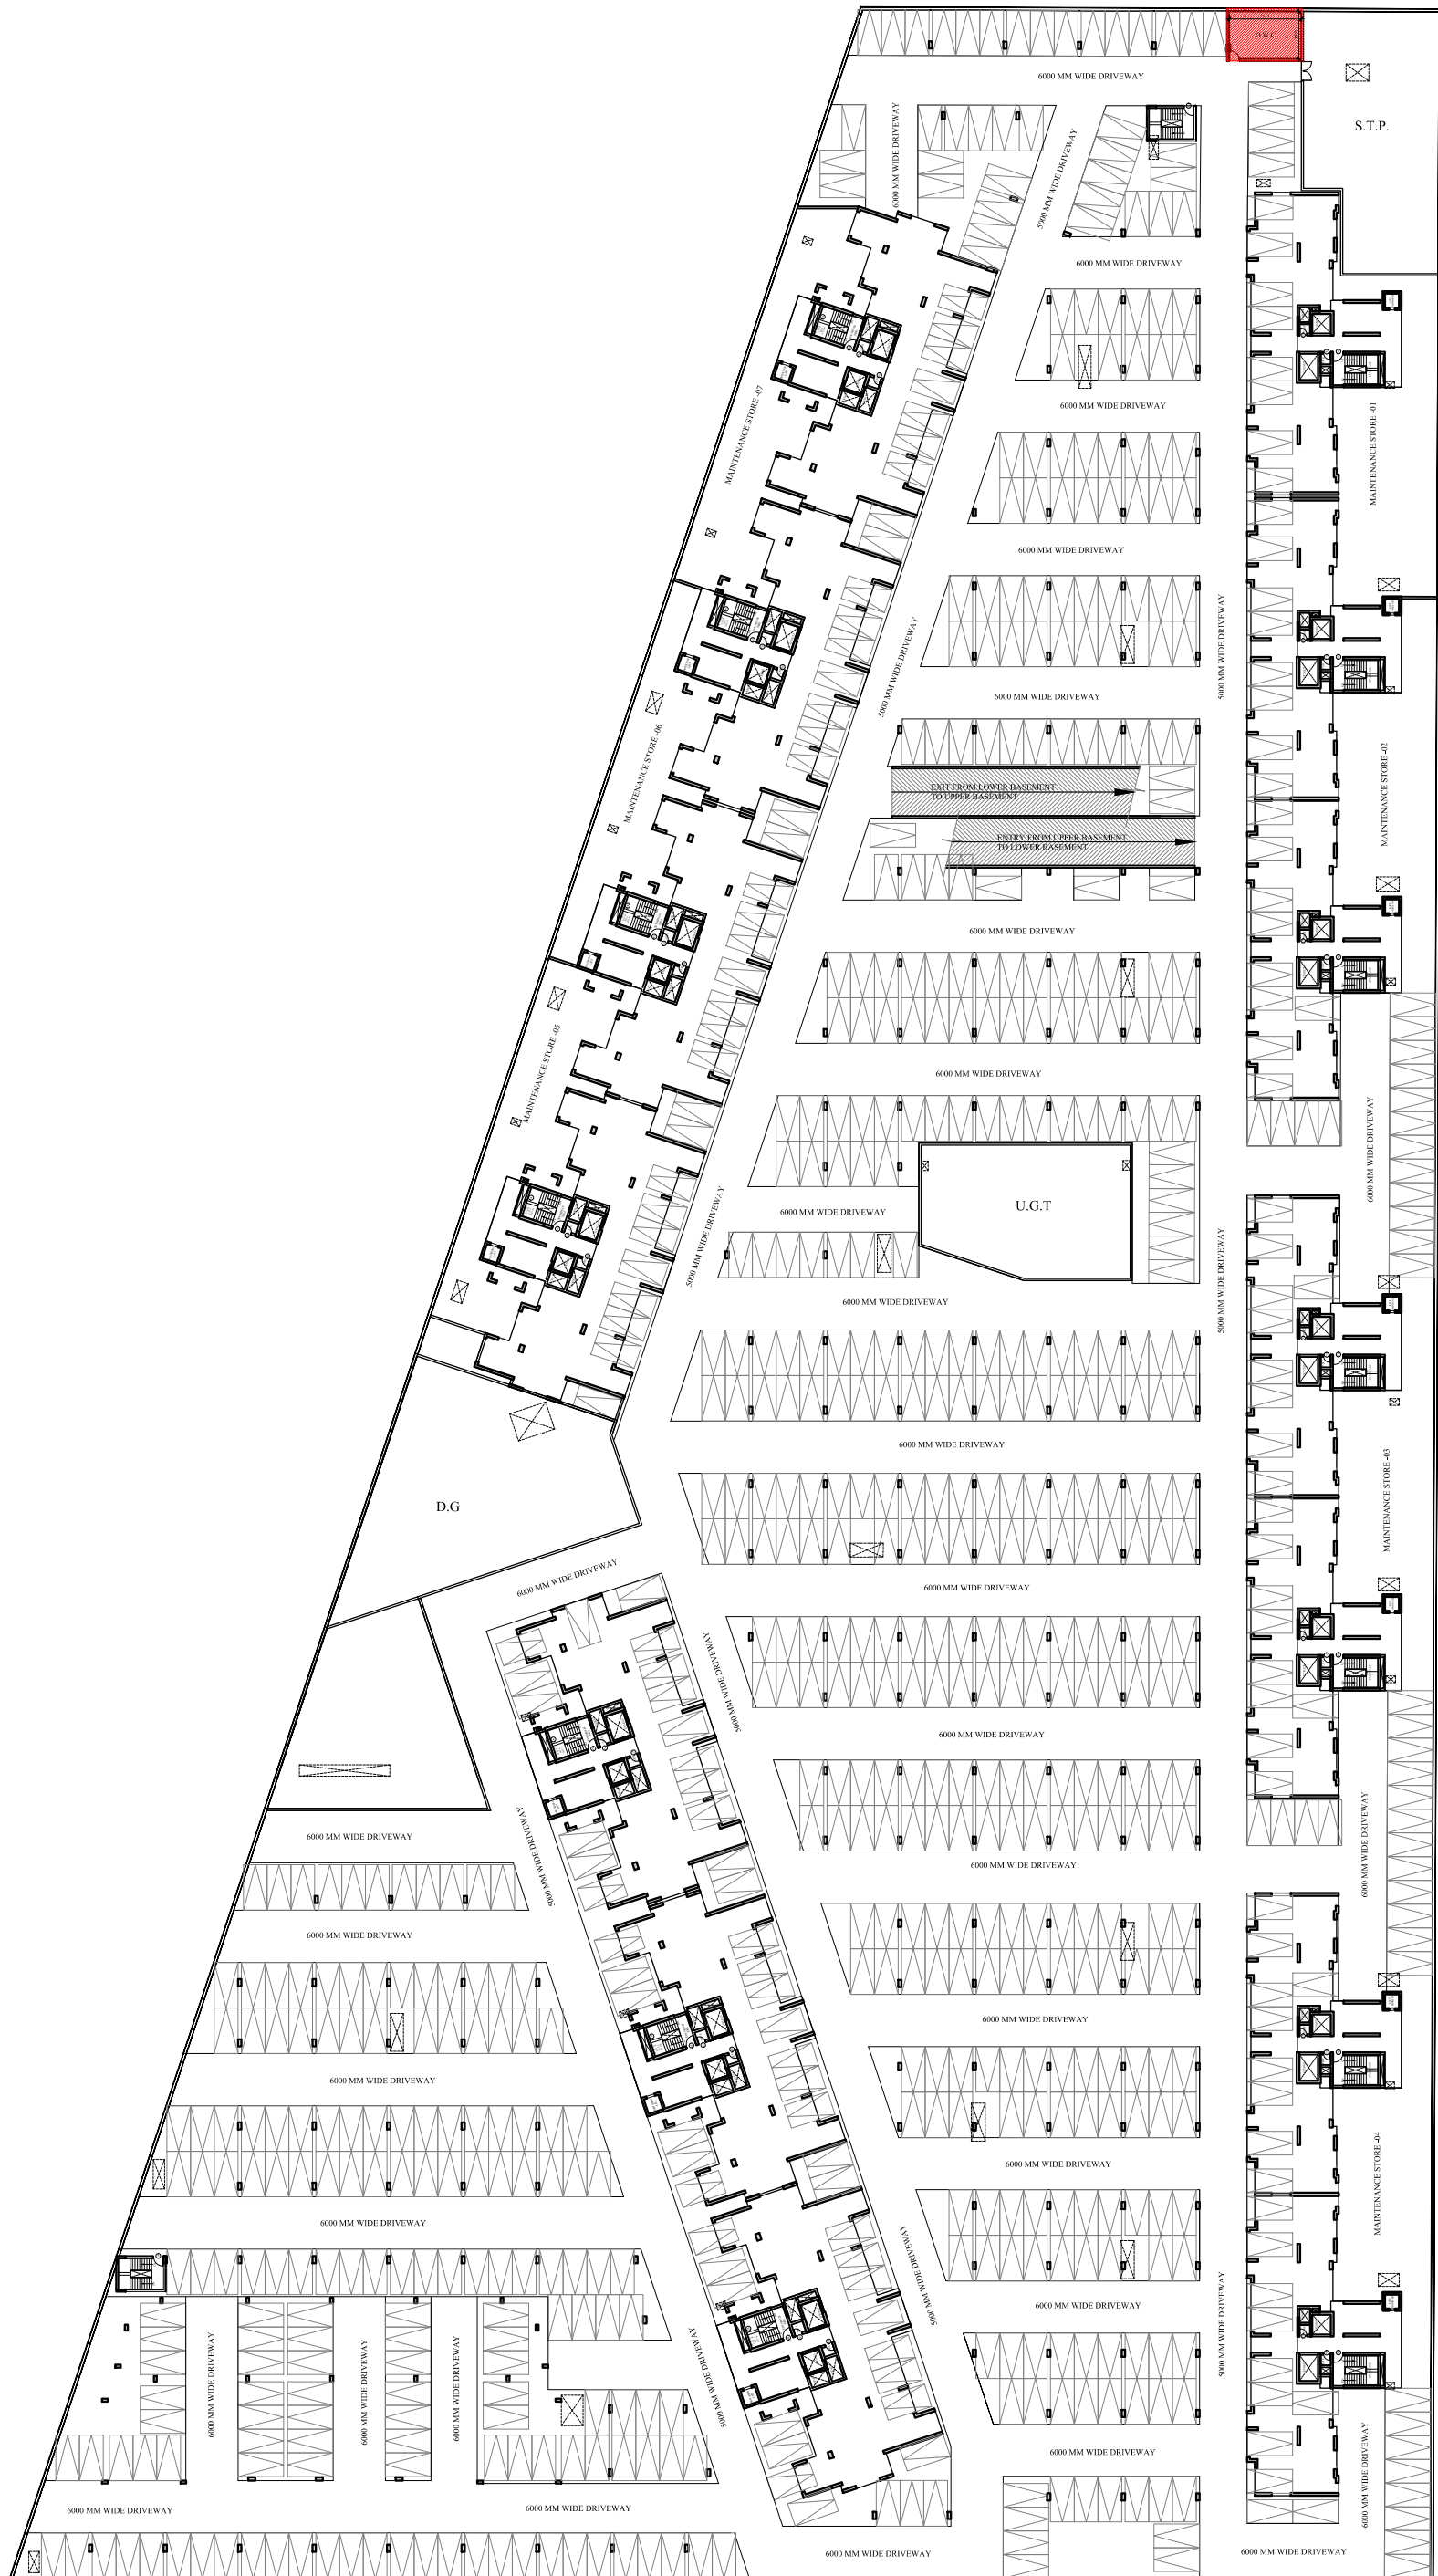 O.W.C
6000 MM WIDE DRIVEWAY
S.T.P.
6000 MM WIDE DRIVEWAY
5000 MM WIDE DRIVEWAY
6000 MM WIDE DRIVEWAY
6000 MM WIDE DRIVEWAY
MAINTENANCE STORE -07
MAINTENANCE STORE -01
6000 MM WIDE DRIVEWAY
5000 MM WIDE DRIVEWAY
5000 MM WIDE DRIVEWAY
6000 MM WIDE DRIVEWAY
MAINTENANCE STORE -06
MAINTENANCE STORE -02
EXIT FROM LOWER BASEMENT
TO UPPER BASEMENT
ENTRY FROM UPPER BASEMENT
TO LOWER BASEMENT
6000 MM WIDE DRIVEWAY
MAINTENANCE STORE -05
6000 MM WIDE DRIVEWAY
6000 MM WIDE DRIVEWAY
U.G.T
6000 MM WIDE DRIVEWAY
5000 MM WIDE DRIVEWAY
5000 MM WIDE DRIVEWAY
6000 MM WIDE DRIVEWAY
6000 MM WIDE DRIVEWAY
MAINTENANCE STORE -03
D.G
6000 MM WIDE DRIVEWAY
6000 MM WIDE DRIVEWAY
5000 MM WIDE DRIVEWAY
6000 MM WIDE DRIVEWAY
6000 MM WIDE DRIVEWAY
5000 MM WIDE DRIVEWAY
6000 MM WIDE DRIVEWAY
6000 MM WIDE DRIVEWAY
6000 MM WIDE DRIVEWAY
6000 MM WIDE DRIVEWAY
6000 MM WIDE DRIVEWAY
6000 MM WIDE DRIVEWAY
MAINTENANCE STORE -04
6000 MM WIDE DRIVEWAY
5000 MM WIDE DRIVEWAY
5000 MM WIDE DRIVEWAY
6000 MM WIDE DRIVEWAY
6000 MM WIDE DRIVEWAY
6000 MM WIDE DRIVEWAY
6000 MM WIDE DRIVEWAY
5000 MM WIDE DRIVEWAY
6000 MM WIDE DRIVEWAY
6000 MM WIDE DRIVEWAY
6000 MM WIDE DRIVEWAY
6000 MM WIDE DRIVEWAY
6000 MM WIDE DRIVEWAY
6000 MM WIDE DRIVEWAY